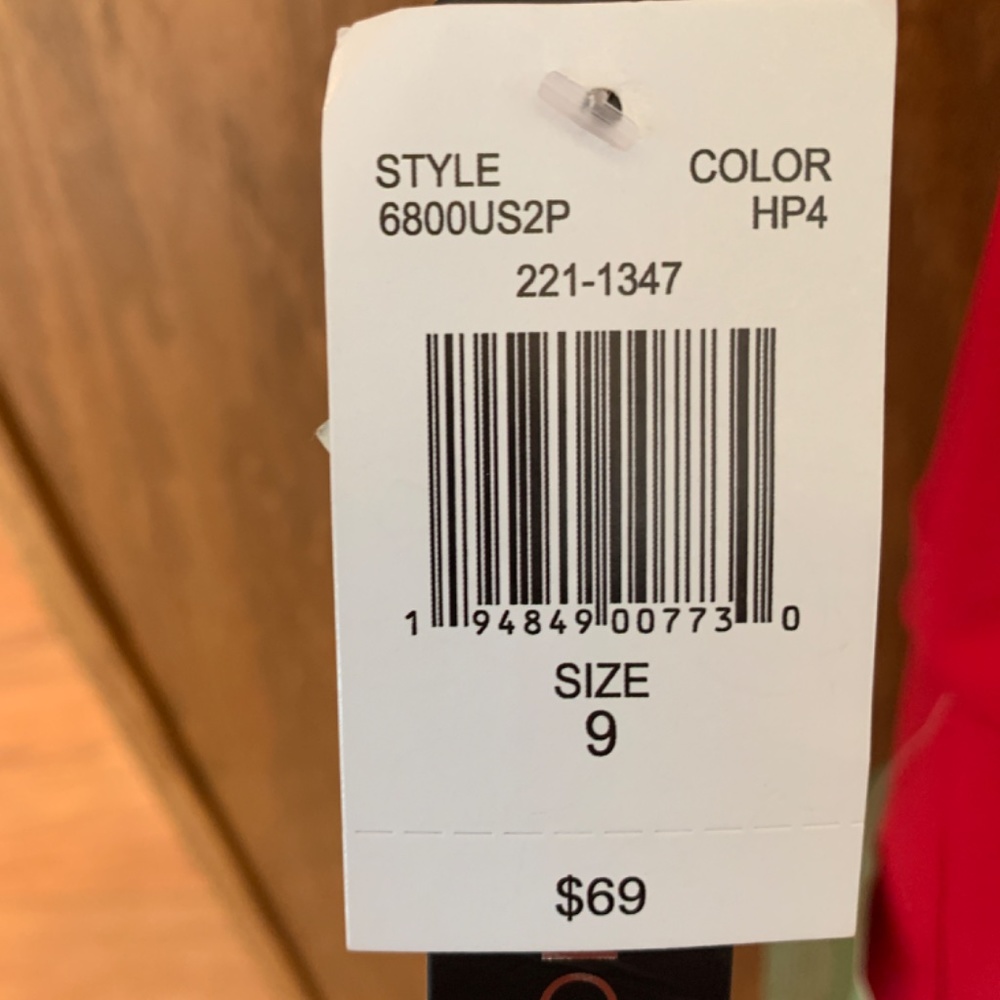 STYLE COLOR
6800US2P HP4
221-1347
1 94849 00773 0
SIZE
9
$69